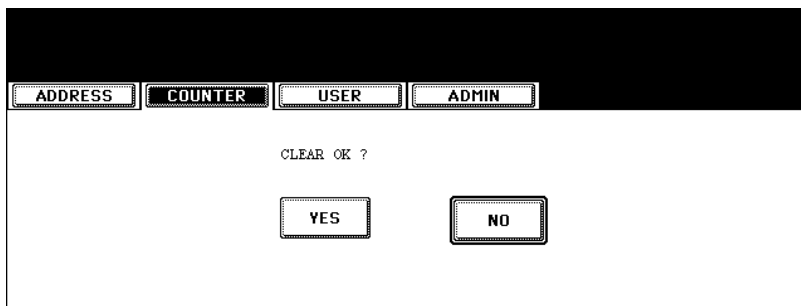 ADDRESS COUNTER USER ADMIN
CLEAR OK ?
YES NO